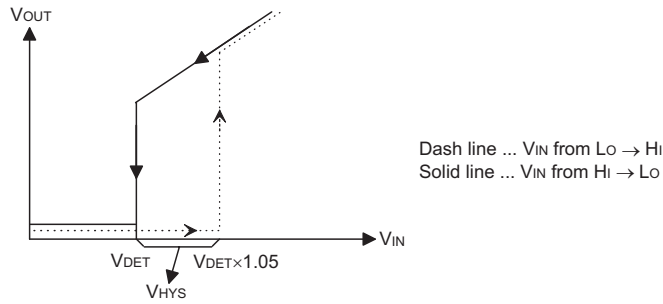 VOUT
Dash line ... VIN from LO → HI
Solid line ... VIN from HI → LO
VIN
VDET
VDET×1.05
VHYS